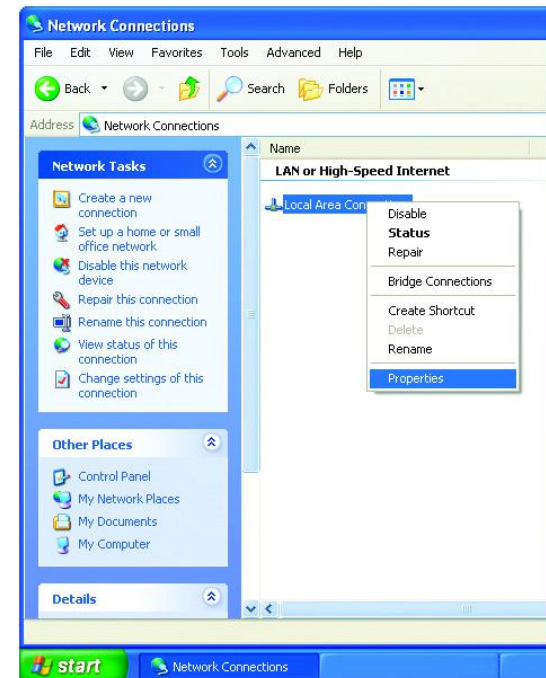 Network Connections
File Edit View Favorites Tools Advanced Help
Back Search Folders
Address Network Connections
Network Tasks
Create a new
connection
Set up a home or small
office network
Disable this network
device
Repair this connection
Rename this connection
View status of this
connection
Change settings of this
connection
Other Places
Control Panel
My Network Places
My Documents
My Computer
Details
Name
LAN or High-Speed Internet
Local Area
Disable
Status
Repair
Bridge Connections
Create Shortcut
Delete
Rename
Properties
start Network Connections